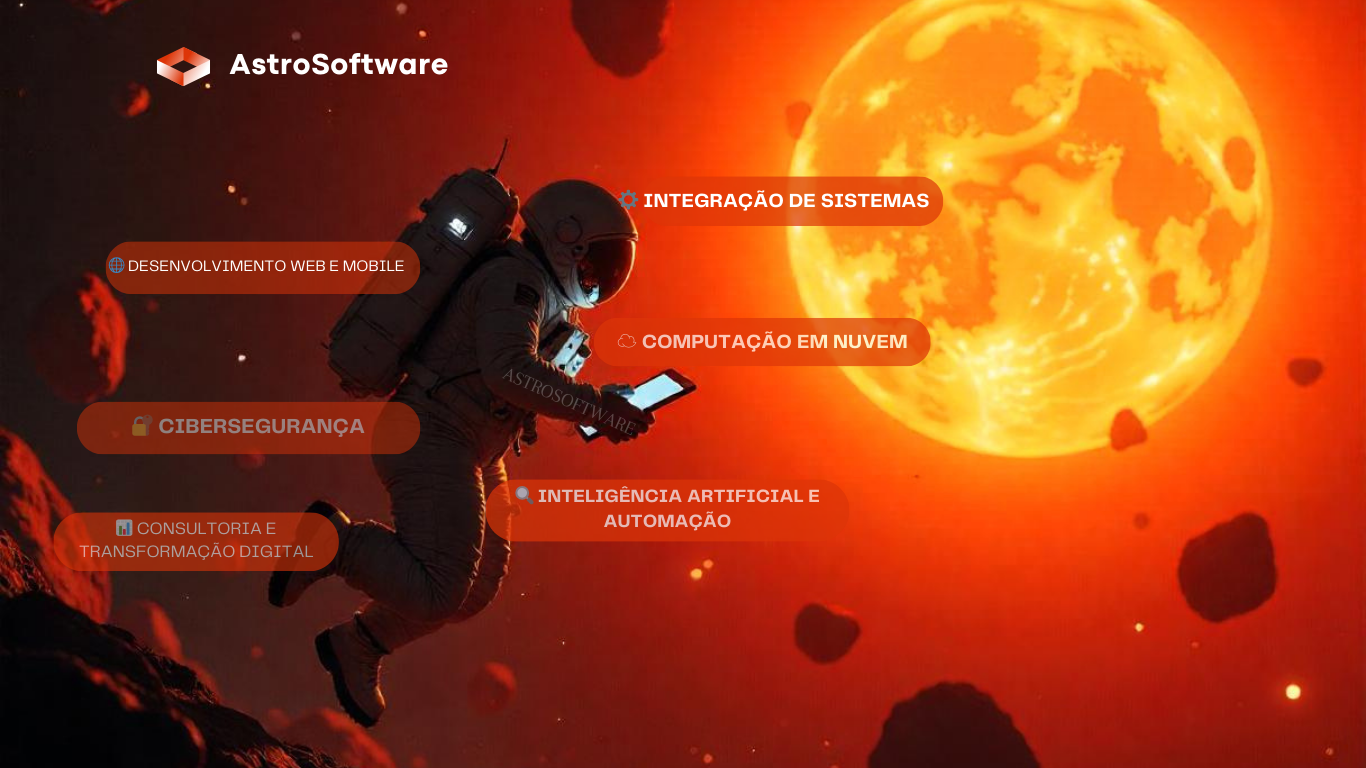 AstroSoftware
⚙️ INTEGRAÇÃO DE SISTEMAS
🌐 DESENVOLVIMENTO WEB E MOBILE
☁ COMPUTAÇÃO EM NUVEM
ASTROSOFTWARE
🔐 CIBERSEGURANÇA
🔍 INTELIGÊNCIA ARTIFICIAL E
AUTOMAÇÃO
📊 CONSULTORIA E
TRANSFORMAÇÃO DIGITAL